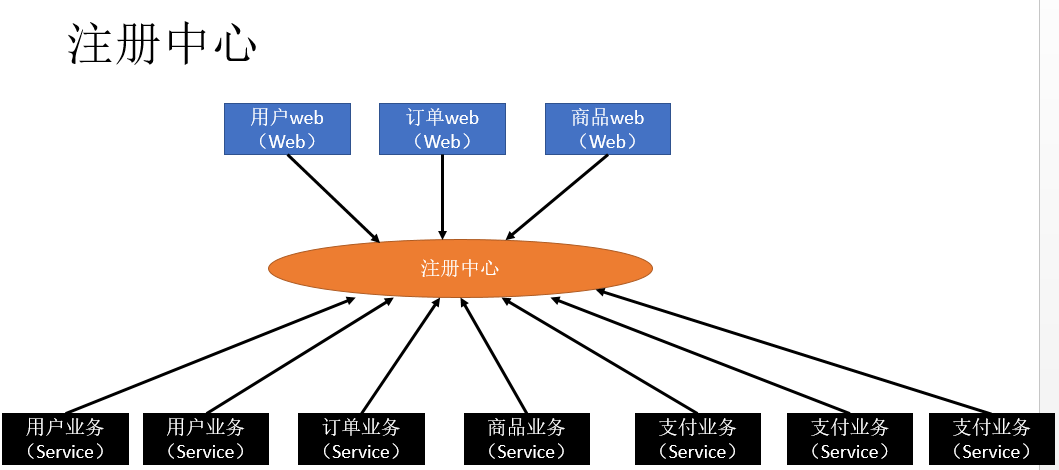 注册中心
用户web
（Web）
订单web
（Web）
商品web
（Web）
注册中心
用户业务
（Service）
用户业务
（Service）
订单业务
（Service）
商品业务
（Service）
支付业务
（Service）
支付业务
（Service）
支付业务
（Service）